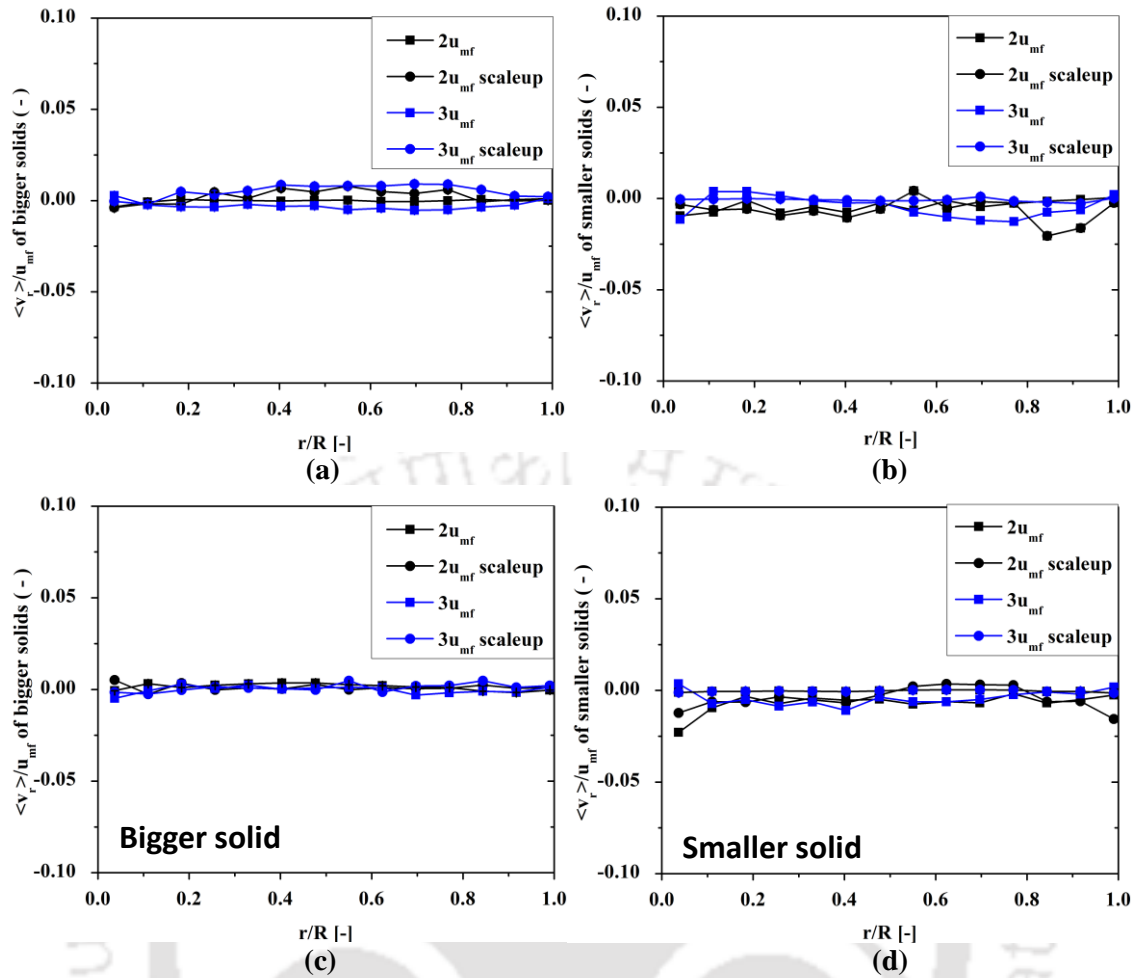 0.10
0.05
0.00
-0.05
-0.10
<v_r>/u_mf of bigger solids ( - )
2u_mf
2u_mf scaleup
3u_mf
3u_mf scaleup
0.0 0.2 0.4 0.6 0.8 1.0
r/R [-]
(a)
0.10
0.05
0.00
-0.05
-0.10
<v_r>/u_mf of smaller solids ( - )
2u_mf
2u_mf scaleup
3u_mf
3u_mf scaleup
0.0 0.2 0.4 0.6 0.8 1.0
r/R [-]
(b)
0.10
0.05
0.00
-0.05
-0.10
<v_r>/u_mf of bigger solids ( - )
2u_mf
2u_mf scaleup
3u_mf
3u_mf scaleup
Bigger solid
0.0 0.2 0.4 0.6 0.8 1.0
r/R [-]
(c)
0.10
0.05
0.00
-0.05
-0.10
<v_r>/u_mf of smaller solids ( - )
2u_mf
2u_mf scaleup
3u_mf
3u_mf scaleup
Smaller solid
0.0 0.2 0.4 0.6 0.8 1.0
r/R [-]
(d)